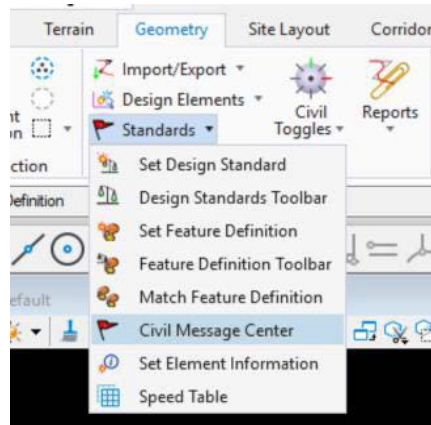 Terrain Geometry Site Layout Corridor
Import/Export
Design Elements
Standards
Civil Toggles
Reports
ction
Definition
Set Design Standard
Design Standards Toolbar
Set Feature Definition
Feature Definition Toolbar
Match Feature Definition
Civil Message Center
Set Element Information
Speed Table
efault